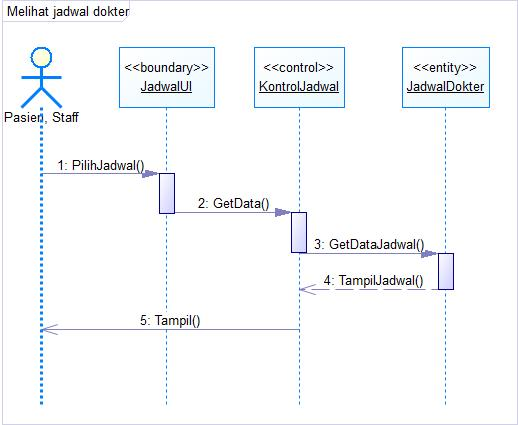 Melihat jadwal dokter
<<boundary>>
JadwalUI
<<control>>
KontrolJadwal
<<entity>>
JadwalDokter
Pasien, Staff
1: PilihJadwal()
2: GetData()
3: GetDataJadwal()
4: TampilJadwal()
5: Tampil()